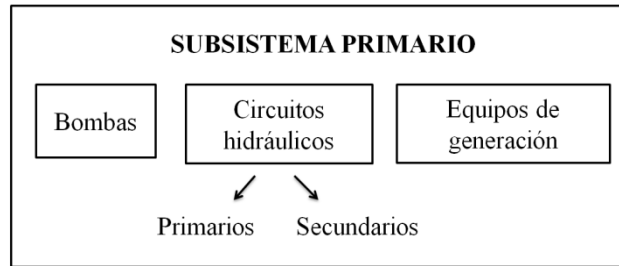 SUBSISTEMA PRIMARIO
Bombas
Circuitos
hidráulicos
Equipos de
generación
Primarios
Secundarios